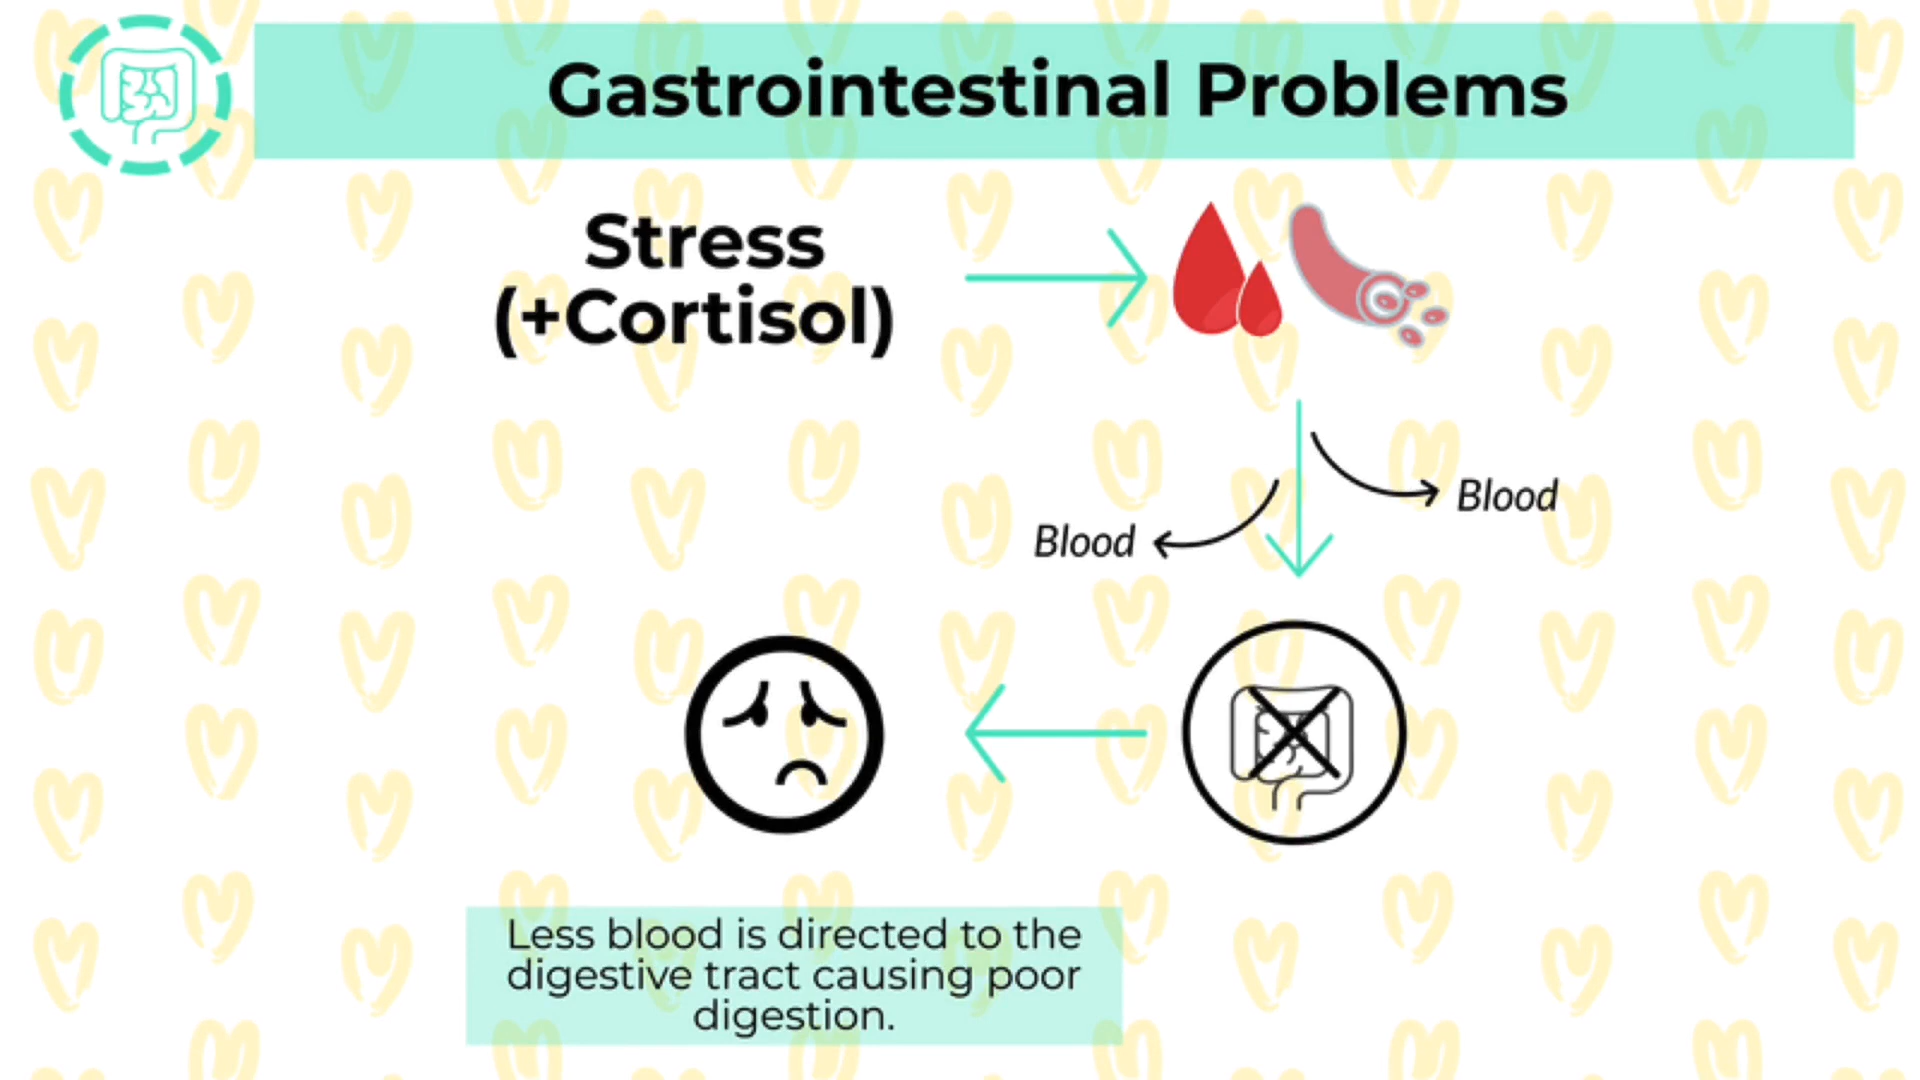 Gastrointestinal Problems
Stress
(+Cortisol)
Blood
Blood
Less blood is directed to the
digestive tract causing poor
digestion.